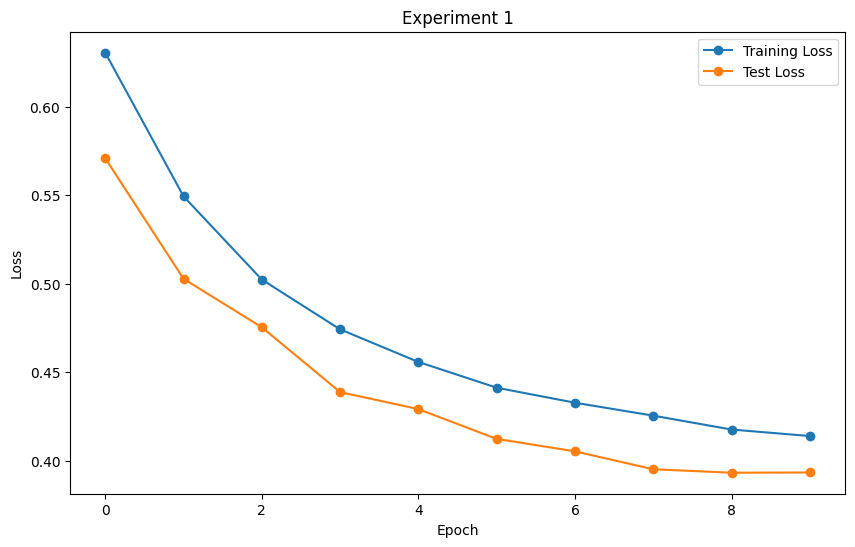 Experiment 1
Training Loss
Test Loss
0.60
0.55
0.50
0.45
0.40
Loss
0 2 4 6 8
Epoch